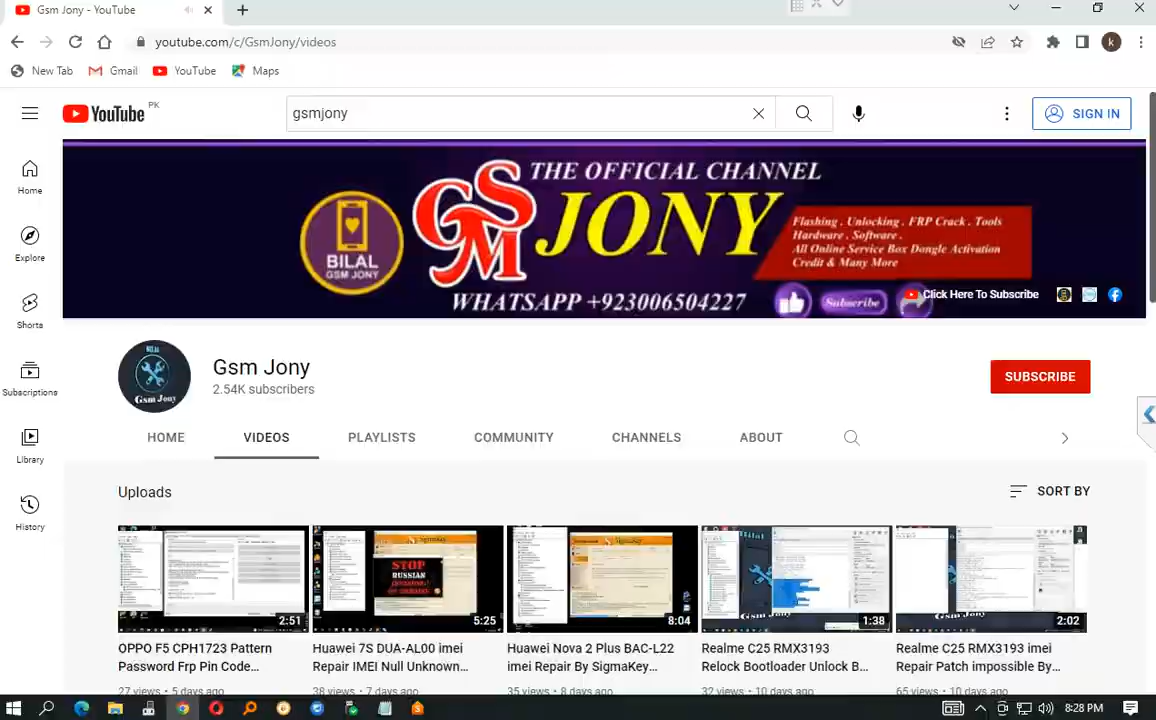 Gsm Jony - YouTube
youtube.com/c/GsmJony/videos
k
New Tab
Gmail
YouTube
Maps
YouTube PK
gsmjony
SIGN IN
Home
Explore
Shorts
Subscriptions
Library
History
THE OFFICIAL CHANNEL
GSM JONY
BILAL
GSM JONY
Flashing . Unlocking . FRP Crack . Tools
Hardware . Software .
All Online Service Box Dongle Activation
Credit & Many More
WHATSAPP +923006504227
Subscribe
Click Here To Subscribe
BILAL
Gsm Jony
Gsm Jony
2.54K subscribers
SUBSCRIBE
HOME
VIDEOS
PLAYLISTS
COMMUNITY
CHANNELS
ABOUT
Uploads
SORT BY
STOP
RUSSIAN
2:51
5:25
8:04
1:38
2:02
OPPO F5 CPH1723 Pattern
Password Frp Pin Code...
Huawei 7S DUA-AL00 imei
Repair IMEI Null Unknown...
Huawei Nova 2 Plus BAC-L22
imei Repair By SigmaKey...
Realme C25 RMX3193
Relock Bootloader Unlock B...
Realme C25 RMX3193 imei
Repair Patch impossible By...
27 views • 5 days ago
38 views • 7 days ago
35 views • 8 days ago
32 views • 10 days ago
65 views • 10 days ago
8:28 PM